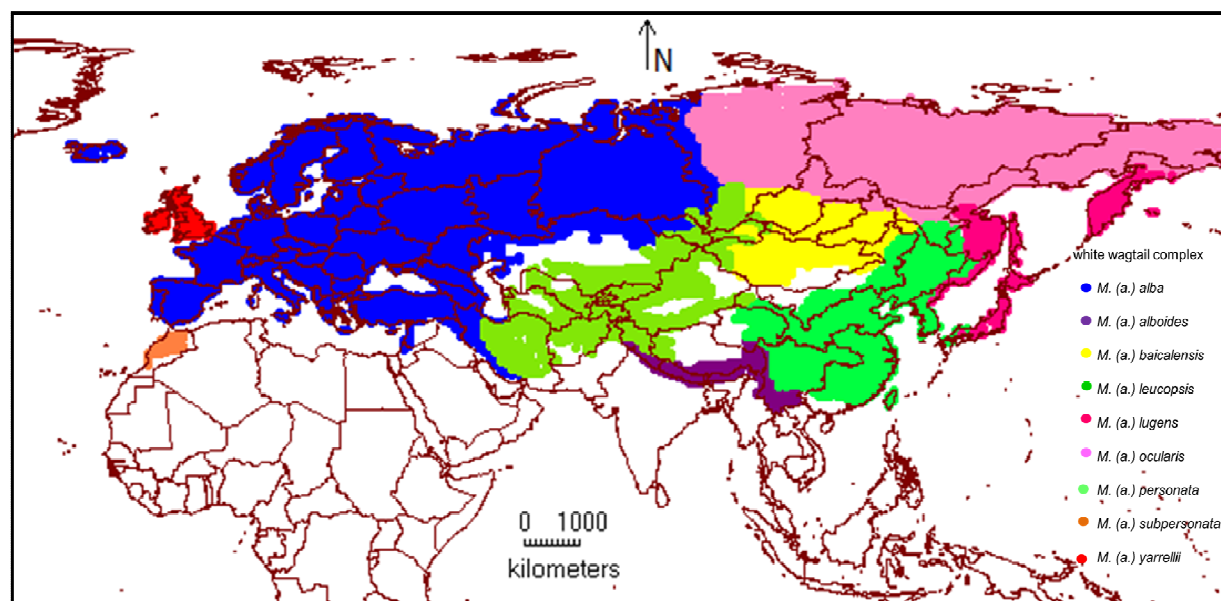 N
white wagtail complex
M. (a.) alba
M. (a.) alboides
M. (a.) baicalensis
M. (a.) leucopsis
M. (a.) lugens
M. (a.) ocularis
M. (a.) personata
M. (a.) subpersonata
M. (a.) yarrellii
0 1000
kilometers